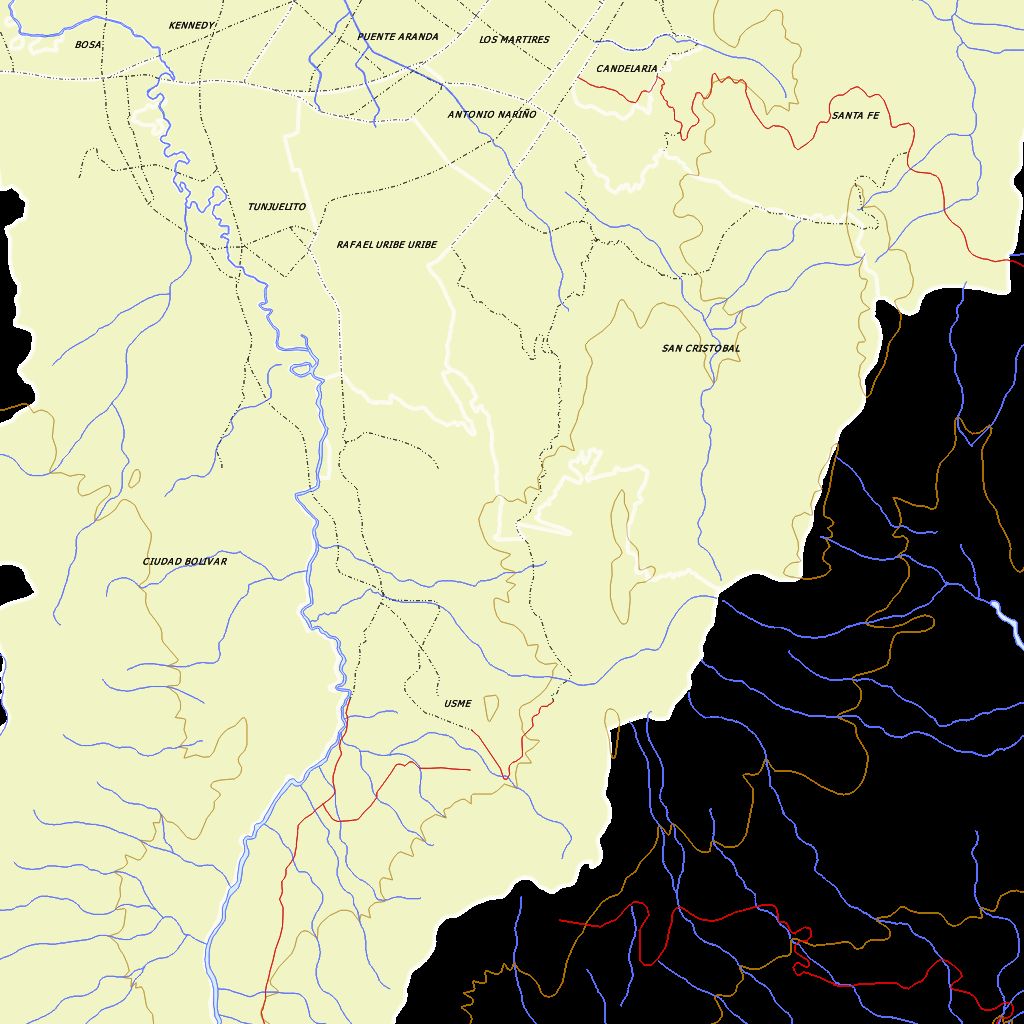 KENNEDY
PUENTE ARANDA
LOS MARTIRES
BOSA
CANDELARIA
ANTONIO NARIÑO
SANTA FE
TUNJUELITO
RAFAEL URIBE URIBE
SAN CRISTOBAL
CIUDAD BOLIVAR
USME